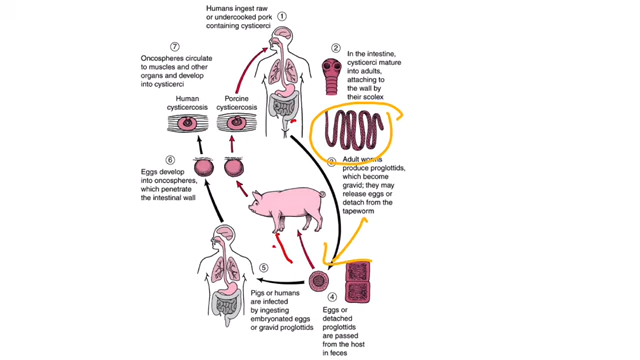 Humans ingest raw
or undercooked pork
containing cysticerci
①
⑦
Oncospheres circulate
to muscles and other
organs and develop
into cysticerci
②
In the intestine,
cysticerci mature
into adults,
attaching to
the wall by
their scolex
Human
cysticercosis
Porcine
cysticercosis
③
Adult worms
produce proglottids,
which become
gravid; they may
release eggs or
detach from the
tapeworm
⑥
Eggs develop
into oncospheres,
which penetrate
the intestinal wall
⑤
Pigs or humans
are infected
by ingesting
embryonated eggs
or gravid proglottids
④
Eggs or
detached
proglottids
are passed
from the host
in feces